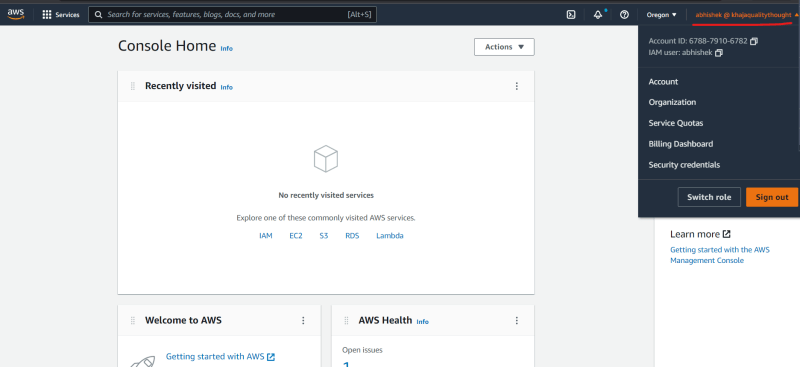 aws
Services
Search for services, features, blogs, docs, and more
[Alt+S]
Oregon
abhishek @ khajaqualitythought
Account ID: 6788-7910-6782
IAM user: abhishek
Account
Organization
Service Quotas
Billing Dashboard
Security credentials
Switch role
Sign out
Console Home Info
Actions
Recently visited Info
No recently visited services
Explore one of these commonly visited AWS services.
IAM EC2 S3 RDS Lambda
Learn more
Getting started with the AWS
Management Console
Welcome to AWS
Getting started with AWS
AWS Health Info
Open issues